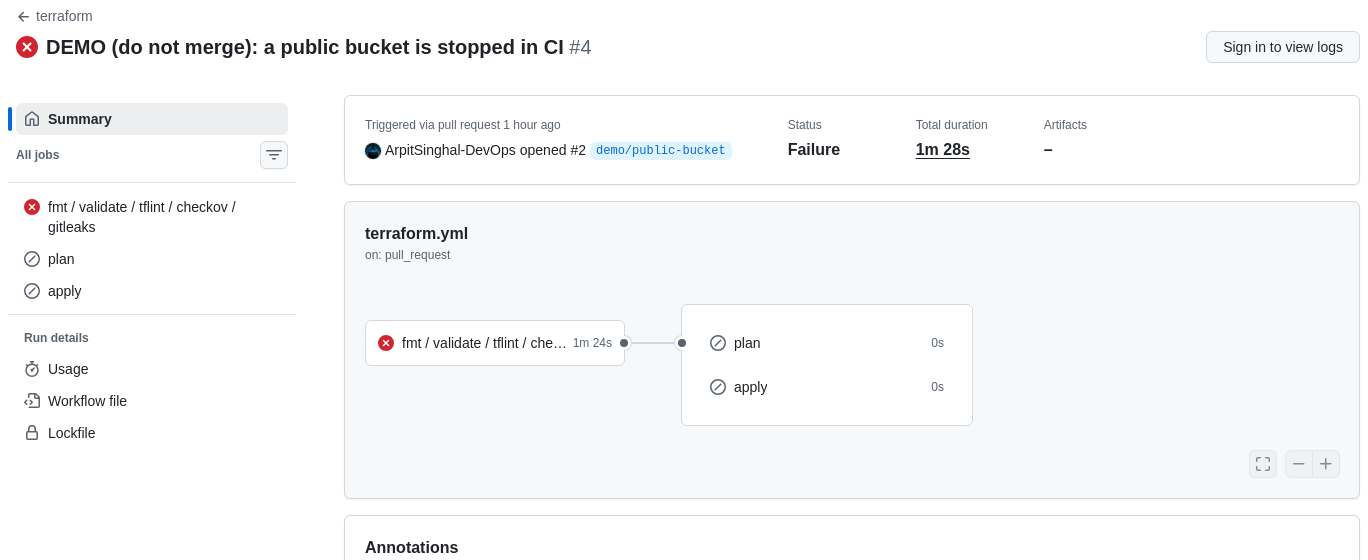 terraform
DEMO (do not merge): a public bucket is stopped in CI #4
Sign in to view logs
Summary
All jobs
fmt / validate / tflint / checkov /
gitleaks
plan
apply
Run details
Usage
Workflow file
Lockfile
Triggered via pull request 1 hour ago
ArpitSinghal-DevOps opened #2 demo/public-bucket
Status
Failure
Total duration
1m 28s
Artifacts
–
terraform.yml
on: pull_request
fmt / validate / tflint / che… 1m 24s
plan 0s
apply 0s
Annotations